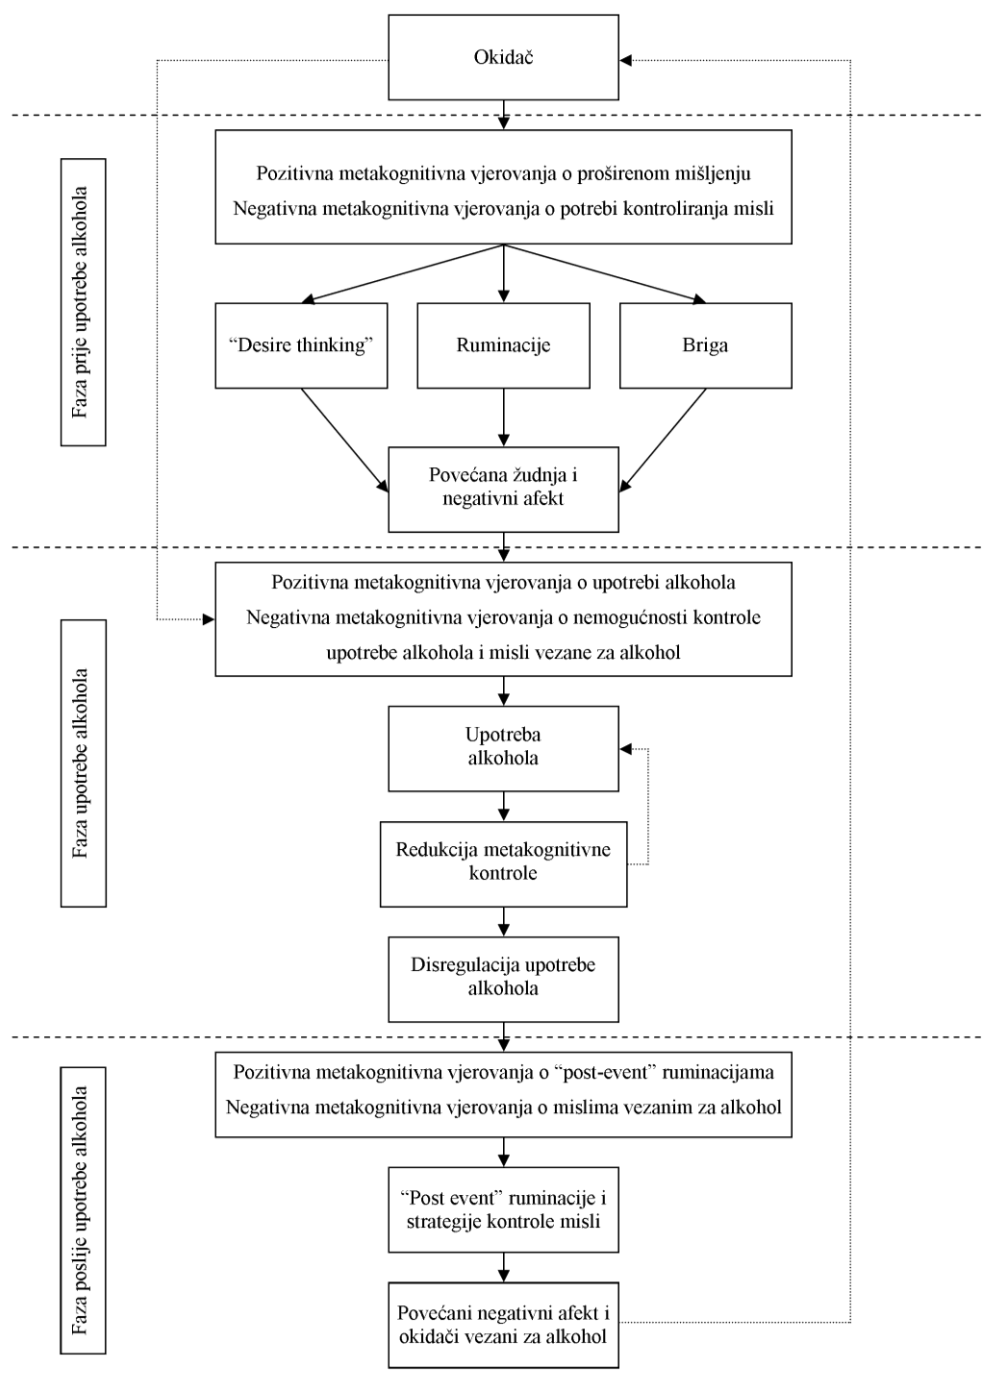 Okidač
Faza prije upotrebe alkohola
Pozitivna metakognitivna vjerovanja o proširenom mišljenju
Negativna metakognitivna vjerovanja o potrebi kontroliranja misli
“Desire thinking”
Ruminacije
Briga
Povećana žudnja i
negativni afekt
Faza upotrebe alkohola
Pozitivna metakognitivna vjerovanja o upotrebi alkohola
Negativna metakognitivna vjerovanja o nemogućnosti kontrole
upotrebe alkohola i misli vezane za alkohol
Upotreba
alkohola
Redukcija metakognitivne
kontrole
Disregulacija upotrebe
alkohola
Faza poslije upotrebe alkohola
Pozitivna metakognitivna vjerovanja o “post-event” ruminacijama
Negativna metakognitivna vjerovanja o mislima vezanim za alkohol
“Post event” ruminacije i
strategije kontrole misli
Povećani negativni afekt i
okidači vezani za alkohol